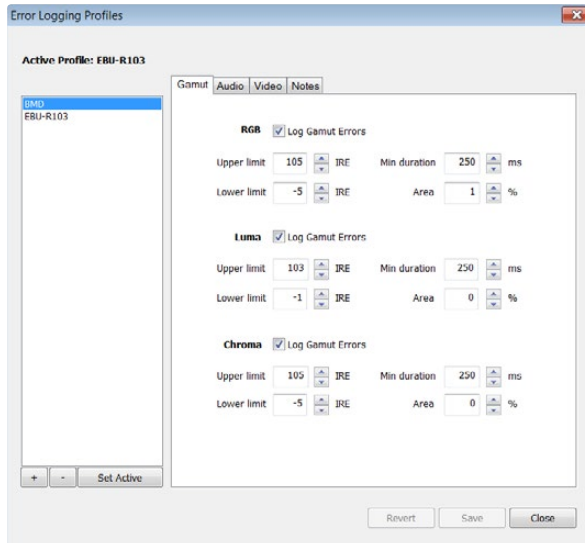 Error Logging Profiles
Active Profile: EBU-R103
BMD
EBU-R103
Gamut Audio Video Notes
RGB Log Gamut Errors
Upper limit 105 IRE Min duration 250 ms
Lower limit -5 IRE Area 1 %
Luma Log Gamut Errors
Upper limit 103 IRE Min duration 250 ms
Lower limit -1 IRE Area 0 %
Chroma Log Gamut Errors
Upper limit 105 IRE Min duration 250 ms
Lower limit -5 IRE Area 0 %
+ - Set Active
Revert Save Close